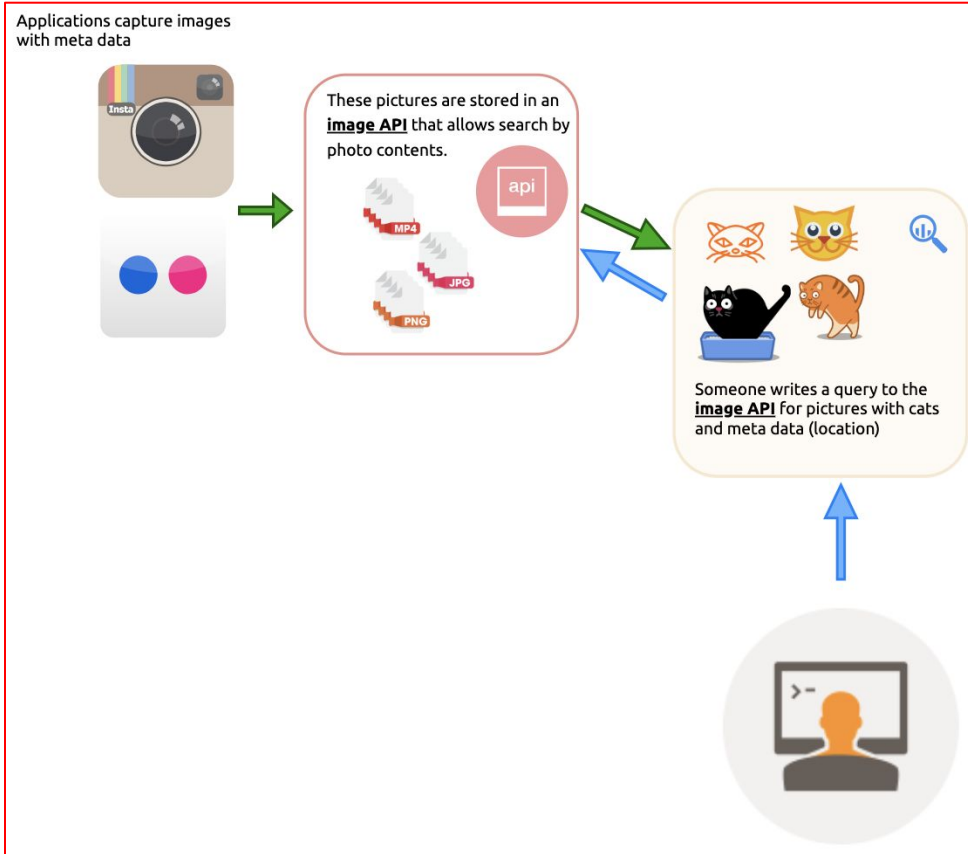 Applications capture images
with meta data
Insta
These pictures are stored in an
image API that allows search by
photo contents.
api
MP4
JPG
PNG
Someone writes a query to the
image API for pictures with cats
and meta data (location)
>-